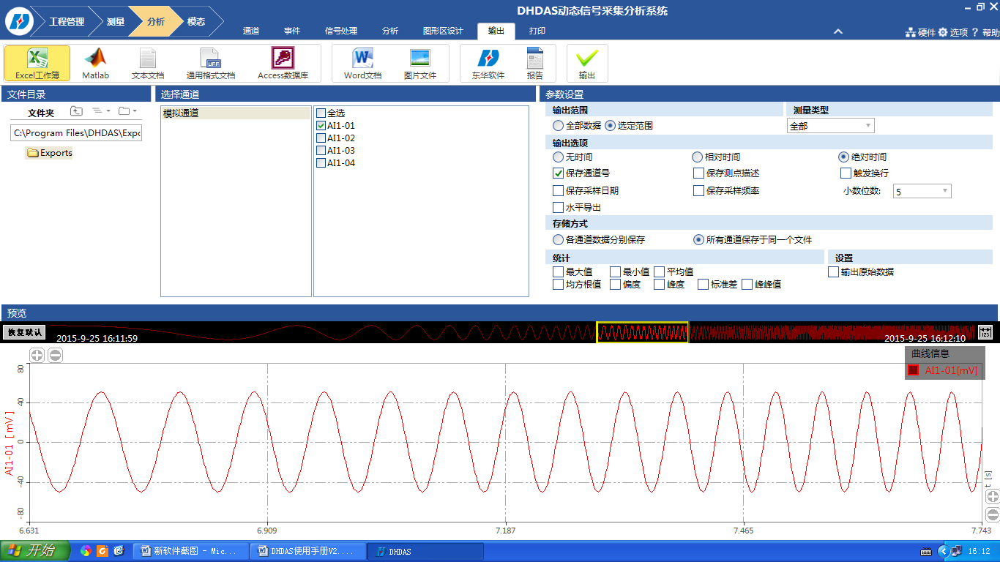 DHDAS动态信号采集分析系统
工程管理 测量 分析 模态
通道 事件 信号处理 分析 图形区设计 输出 打印
硬件 选项 ? 帮助
Excel工作簿 Matlab 文本文档 通用格式文档 Access数据库 Word文档 图片文件 东华软件 报告 输出
UFF
文件目录
文件夹
C:\Program Files\DHDAS\Expo
Exports
选择通道
模拟通道
全选
AI1-01
AI1-02
AI1-03
AI1-04
参数设置
输出范围 测量类型
全部数据 选定范围 全部
输出选项
无时间 相对时间 绝对时间
保存通道号 保存测点描述 触发换行
保存采样日期 保存采样频率 小数位数: 5
水平导出
存储方式
各通道数据分别保存 所有通道保存于同一个文件
统计 设置
最大值 最小值 平均值 输出原始数据
均方根值 偏度 峰度 标准差 峰峰值
预览
恢复默认 2015-9-25 16:11:59 2015-9-25 16:12:10 123
曲线信息
AI1-01[mV]
80
40
0
-40
-80
AI1-01 [ mV ]
t [s]
6.631 6.909 7.187 7.465 7.743
开始 新软件截图 - Mic... DHDAS使用手册V2.... DHDAS 16:12